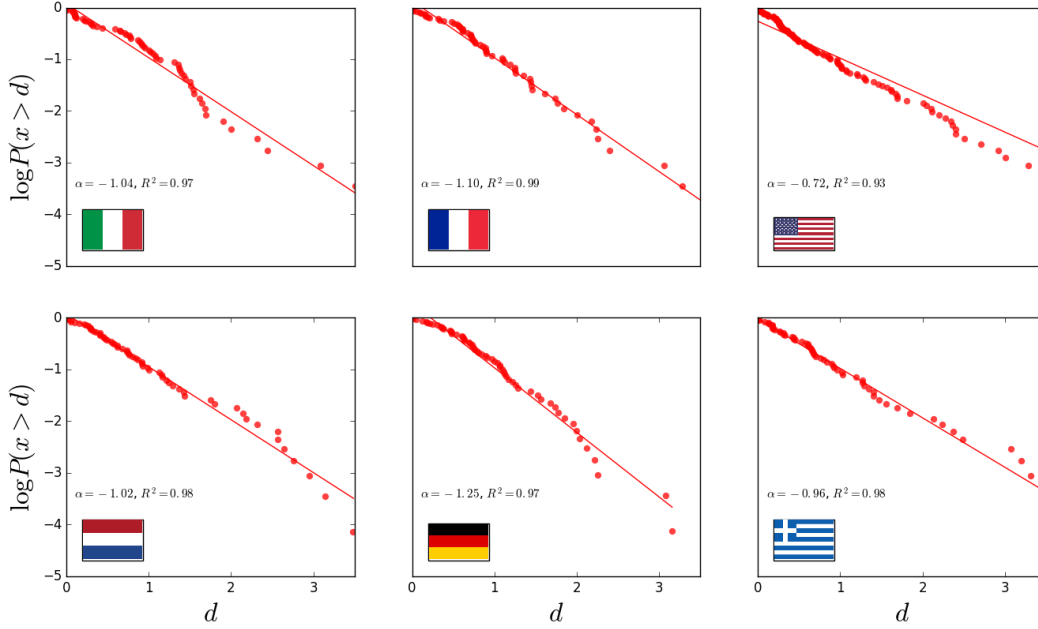 0
−1
−2
−3
−4
−5
log P(x > d)
α = −1.04, R² = 0.97
α = −1.10, R² = 0.99
α = −0.72, R² = 0.93
0
−1
−2
−3
−4
−5
log P(x > d)
α = −1.02, R² = 0.98
α = −1.25, R² = 0.97
α = −0.96, R² = 0.98
0 1 2 3
0 1 2 3
0 1 2 3
d
d
d